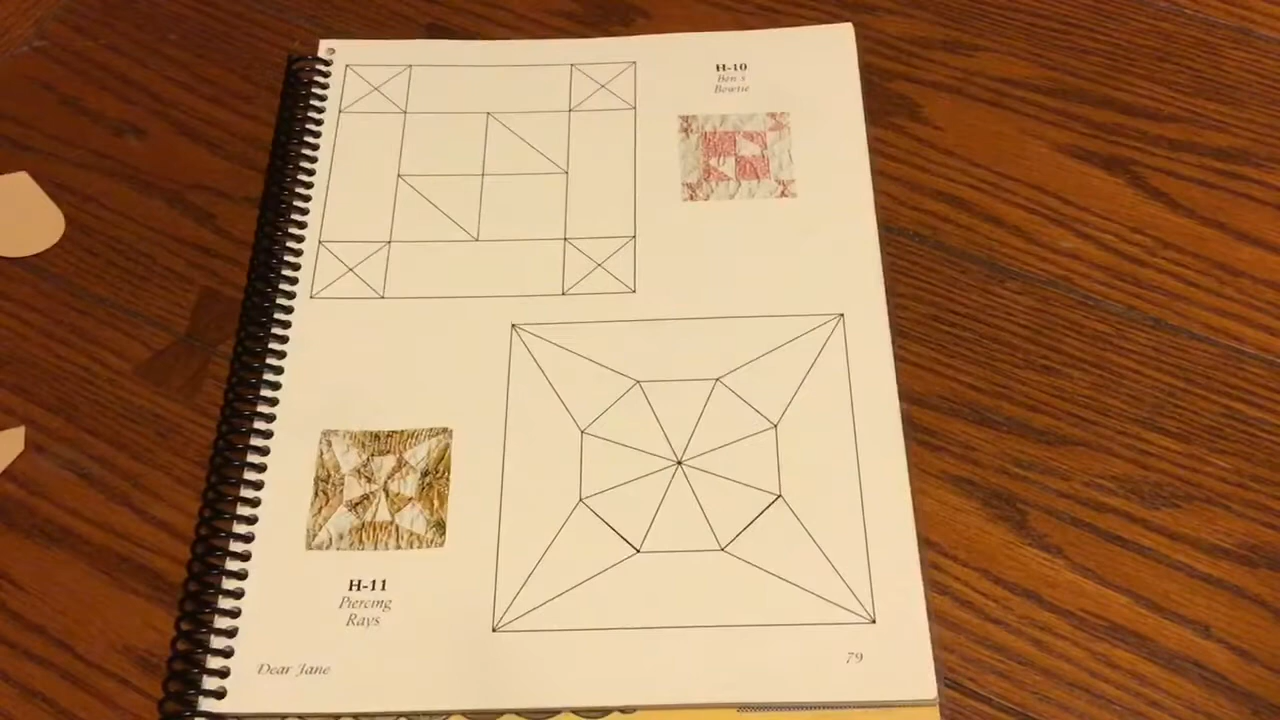 H-10
Ben's
Bowtie
H-11
Piercing
Rays
Dear Jane
79